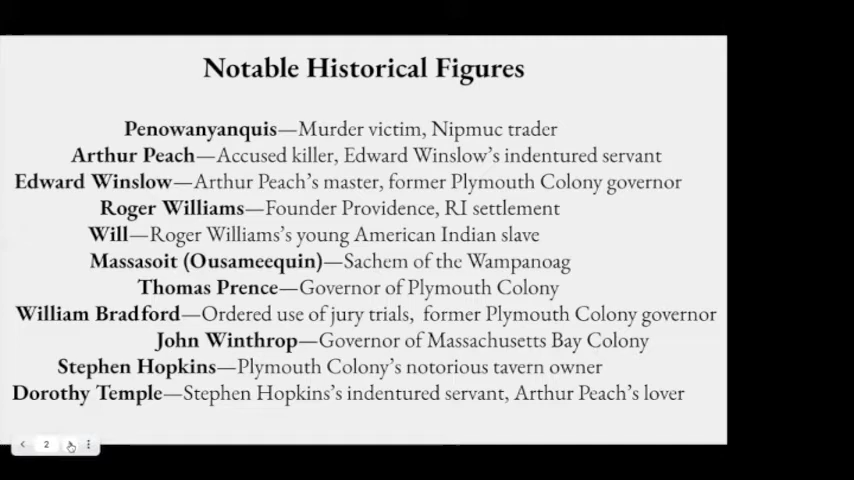 Notable Historical Figures
Penowanyanquis—Murder victim, Nipmuc trader
Arthur Peach—Accused killer, Edward Winslow's indentured servant
Edward Winslow—Arthur Peach's master, former Plymouth Colony governor
Roger Williams—Founder Providence, RI settlement
Will—Roger Williams's young American Indian slave
Massasoit (Ousameequin)—Sachem of the Wampanoag
Thomas Prence—Governor of Plymouth Colony
William Bradford—Ordered use of jury trials, former Plymouth Colony governor
John Winthrop—Governor of Massachusetts Bay Colony
Stephen Hopkins—Plymouth Colony's notorious tavern owner
Dorothy Temple—Stephen Hopkins's indentured servant, Arthur Peach's lover
2